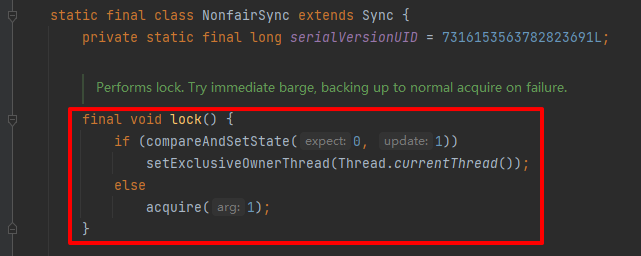 static final class NonfairSync extends Sync {
private static final long serialVersionUID = 7316153563782823691L;
Performs lock. Try immediate barge, backing up to normal acquire on failure.
final void lock() {
if (compareAndSetState( expect: 0, update: 1))
setExclusiveOwnerThread(Thread.currentThread());
else
acquire( arg: 1);
}